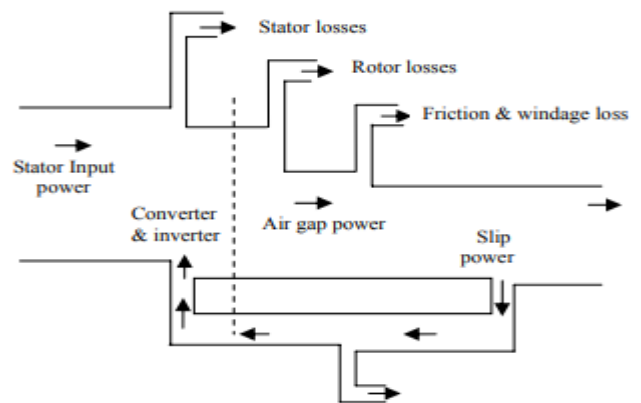 Stator losses
Rotor losses
Friction & windage loss
Stator Input
power
Converter
& inverter
Air gap power
Slip
power